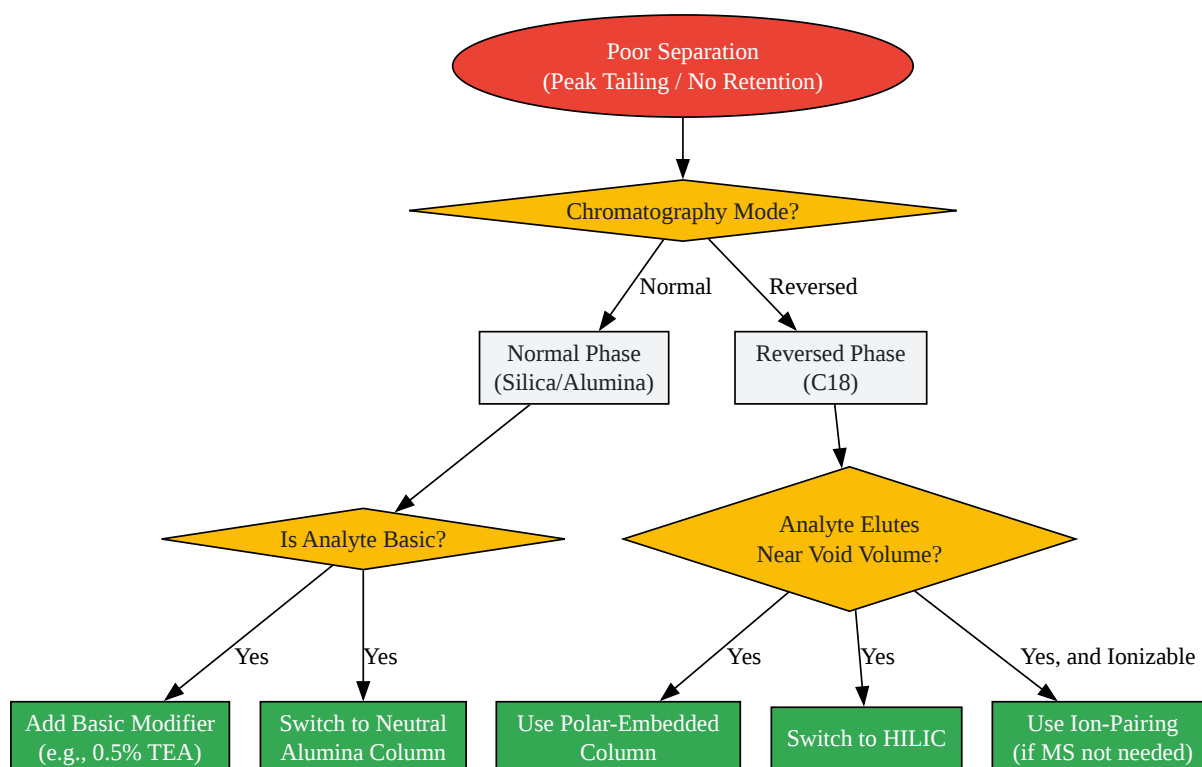 Poor Separation
(Peak Tailing / No Retention)
Chromatography Mode?
Normal
Reversed
Normal Phase
(Silica/Alumina)
Reversed Phase
(C18)
Is Analyte Basic?
Analyte Elutes
Near Void Volume?
Yes
Yes
Yes
Yes
Yes, and Ionizable
Add Basic Modifier
(e.g., 0.5% TEA)
Switch to Neutral
Alumina Column
Use Polar-Embedded
Column
Switch to HILIC
Use Ion-Pairing
(if MS not needed)